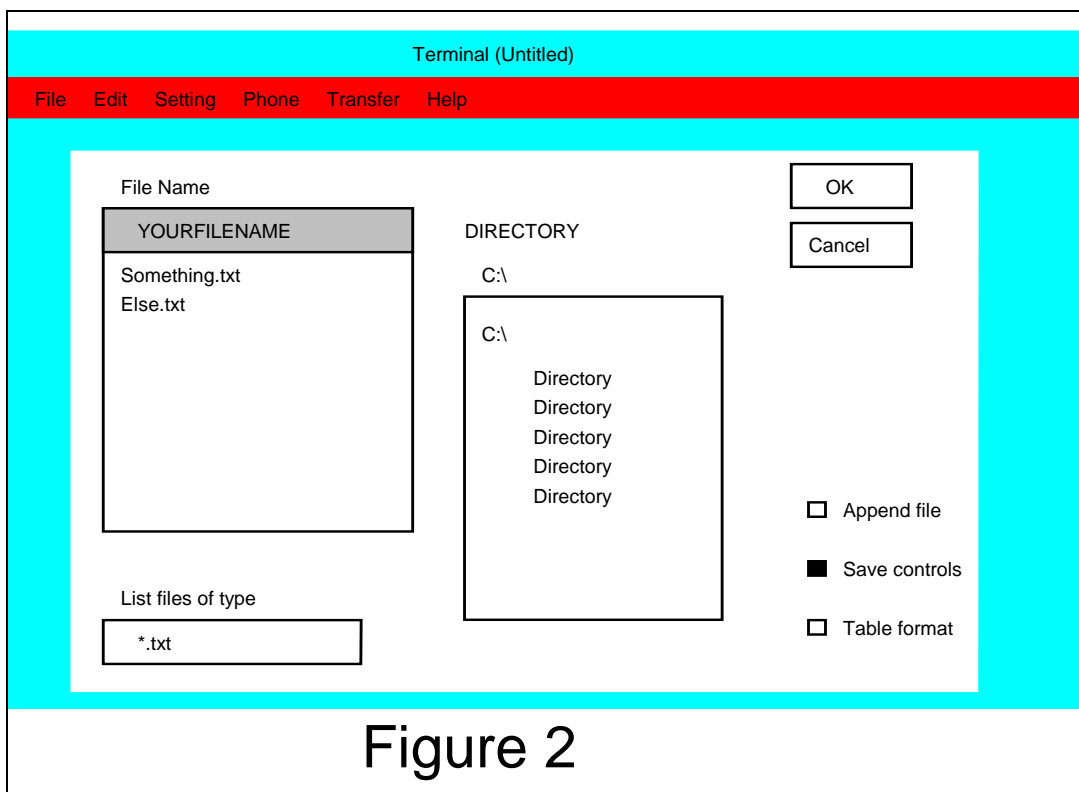 Terminal (Untitled)
File Edit Setting Phone Transfer Help
File Name
YOURFILENAME
Something.txt
Else.txt
List files of type
*.txt
DIRECTORY
C:\
C:\
Directory
Directory
Directory
Directory
Directory
OK
Cancel
Append file
Save controls
Table format
Figure 2